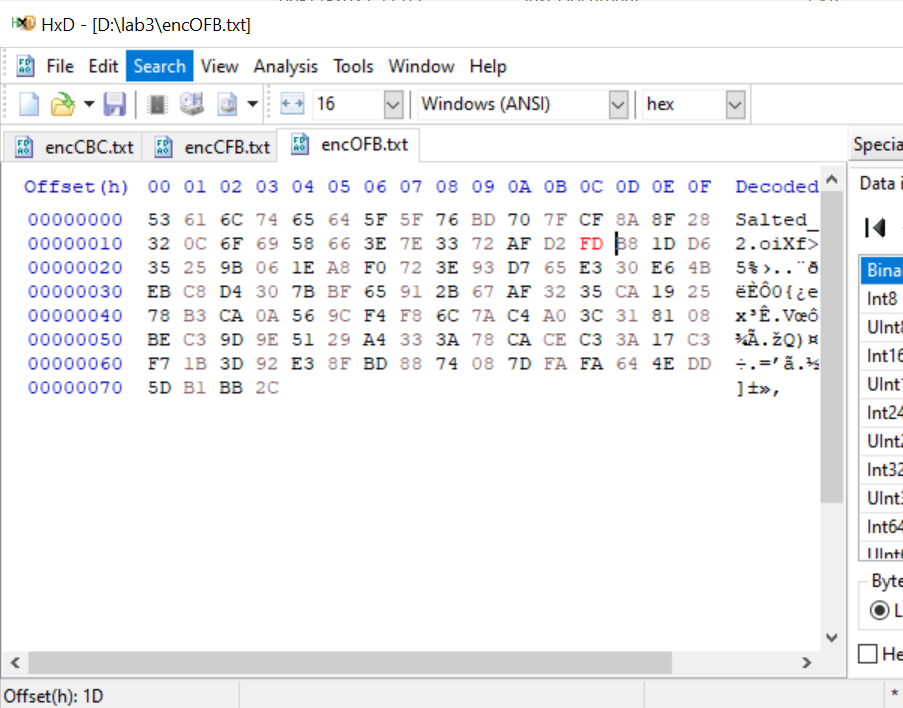 HxD - [D:\lab3\encOFB.txt]
File Edit Search View Analysis Tools Window Help
16 Windows (ANSI) hex
encCBC.txt encCFB.txt encOFB.txt
Specia
Offset(h) 00 01 02 03 04 05 06 07 08 09 0A 0B 0C 0D 0E 0F Decoded
Data i
00000000 53 61 6C 74 65 64 5F 5F 76 BD 70 7F CF 8A 8F 28 Salted_
00000010 32 0C 6F 69 58 66 3E 7E 33 72 AF D2 FD B8 1D D6 2.oiXf>
00000020 35 25 9B 06 1E A8 F0 72 3E 93 D7 65 E3 30 E6 4B 5%›..¨ð
00000030 EB C8 D4 30 7B BF 65 91 2B 67 AF 32 35 CA 19 25 ëÈÔ0{¿e
00000040 78 B3 CA 0A 56 9C F4 F8 6C 7A C4 A0 3C 31 81 08 x³Ê.Vœô
00000050 BE C3 9D 9E 51 29 A4 33 3A 78 CA CE C3 3A 17 C3 ¾Ã.žQ)¤
00000060 F7 1B 3D 92 E3 8F BD 88 74 08 7D FA FA 64 4E DD ÷.=’ã.½
00000070 5D B1 BB 2C ]±»,
Bina
Int8
UInt8
Int16
UInt1
Int24
UInt2
Int32
UInt3
Int64
UInt6
Byte
L
He
Offset(h): 1D
*